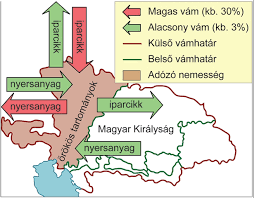 Magas vám (kb. 30%)
Alacsony vám (kb. 3%)
Külső vámhatár
Belső vámhatár
Adózó nemesség
iparcikk
iparcikk
nyersanyag
nyersanyag
örökös tartományok
iparcikk
Magyar Királyság
nyersanyag